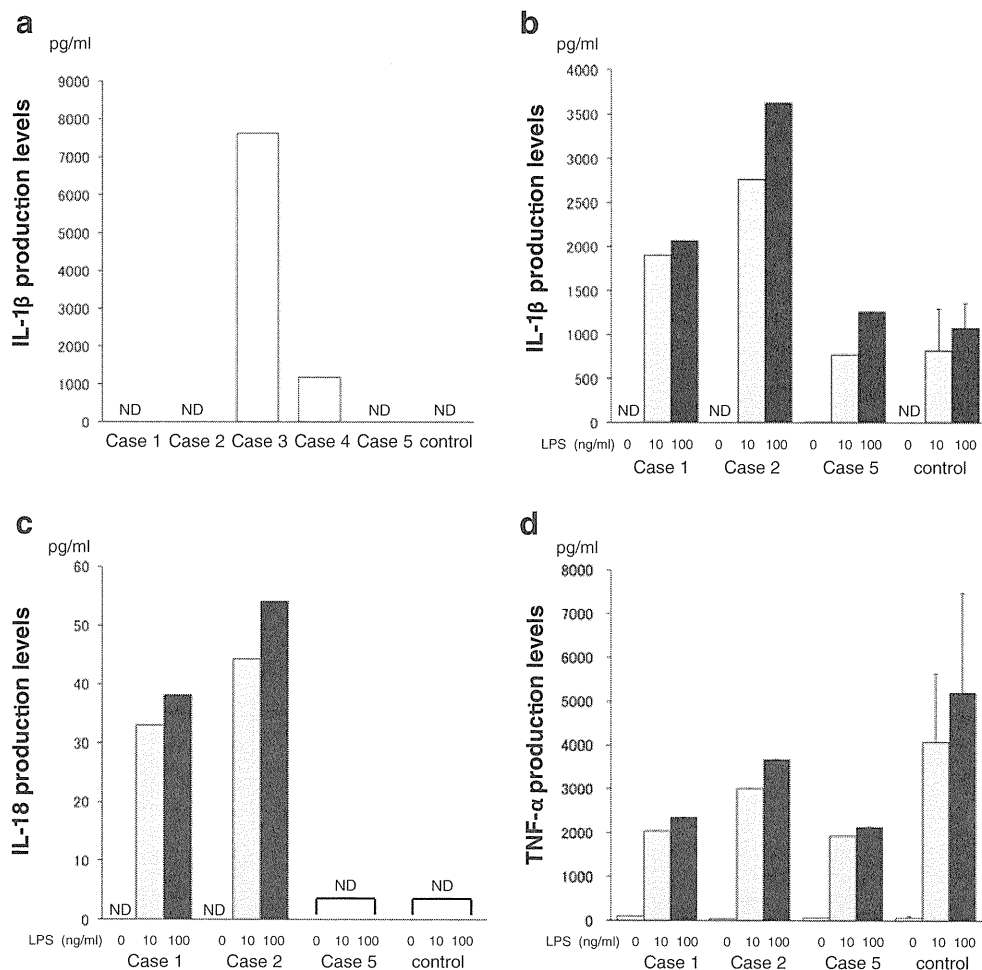 a
pg/ml
IL-1β production levels
9000
8000
7000
6000
5000
4000
3000
2000
1000
0
ND ND ND ND
Case 1 Case 2 Case 3 Case 4 Case 5 control
b
pg/ml
IL-1β production levels
4000
3500
3000
2500
2000
1500
1000
500
0
ND ND ND
LPS (ng/ml) 0 10 100 0 10 100 0 10 100 0 10 100
Case 1 Case 2 Case 5 control
c
pg/ml
IL-18 production levels
60
50
40
30
20
10
0
ND ND ND ND
LPS (ng/ml) 0 10 100 0 10 100 0 10 100 0 10 100
Case 1 Case 2 Case 5 control
d
pg/ml
TNF-α production levels
8000
7000
6000
5000
4000
3000
2000
1000
0
LPS (ng/ml) 0 10 100 0 10 100 0 10 100 0 10 100
Case 1 Case 2 Case 5 control